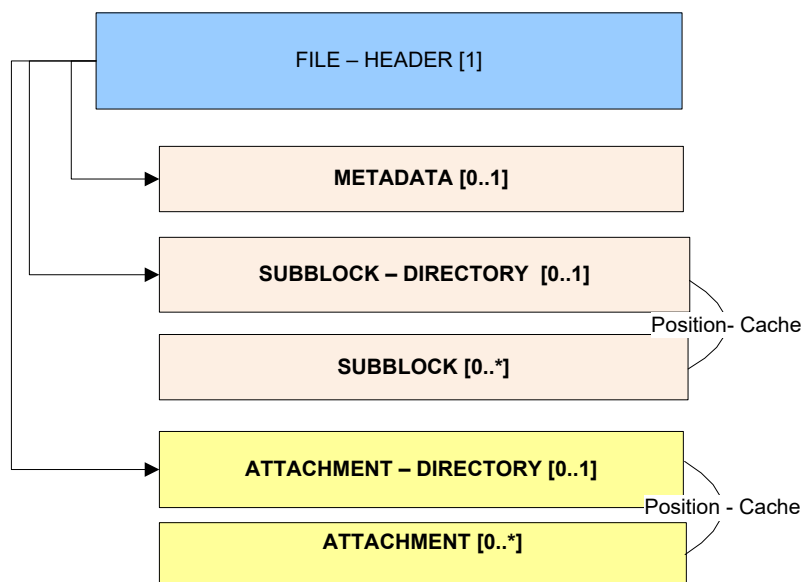 FILE – HEADER [1]
METADATA [0..1]
SUBBLOCK – DIRECTORY  [0..1]
Position- Cache
SUBBLOCK [0..*]
ATTACHMENT – DIRECTORY [0..1]
Position - Cache
ATTACHMENT [0..*]